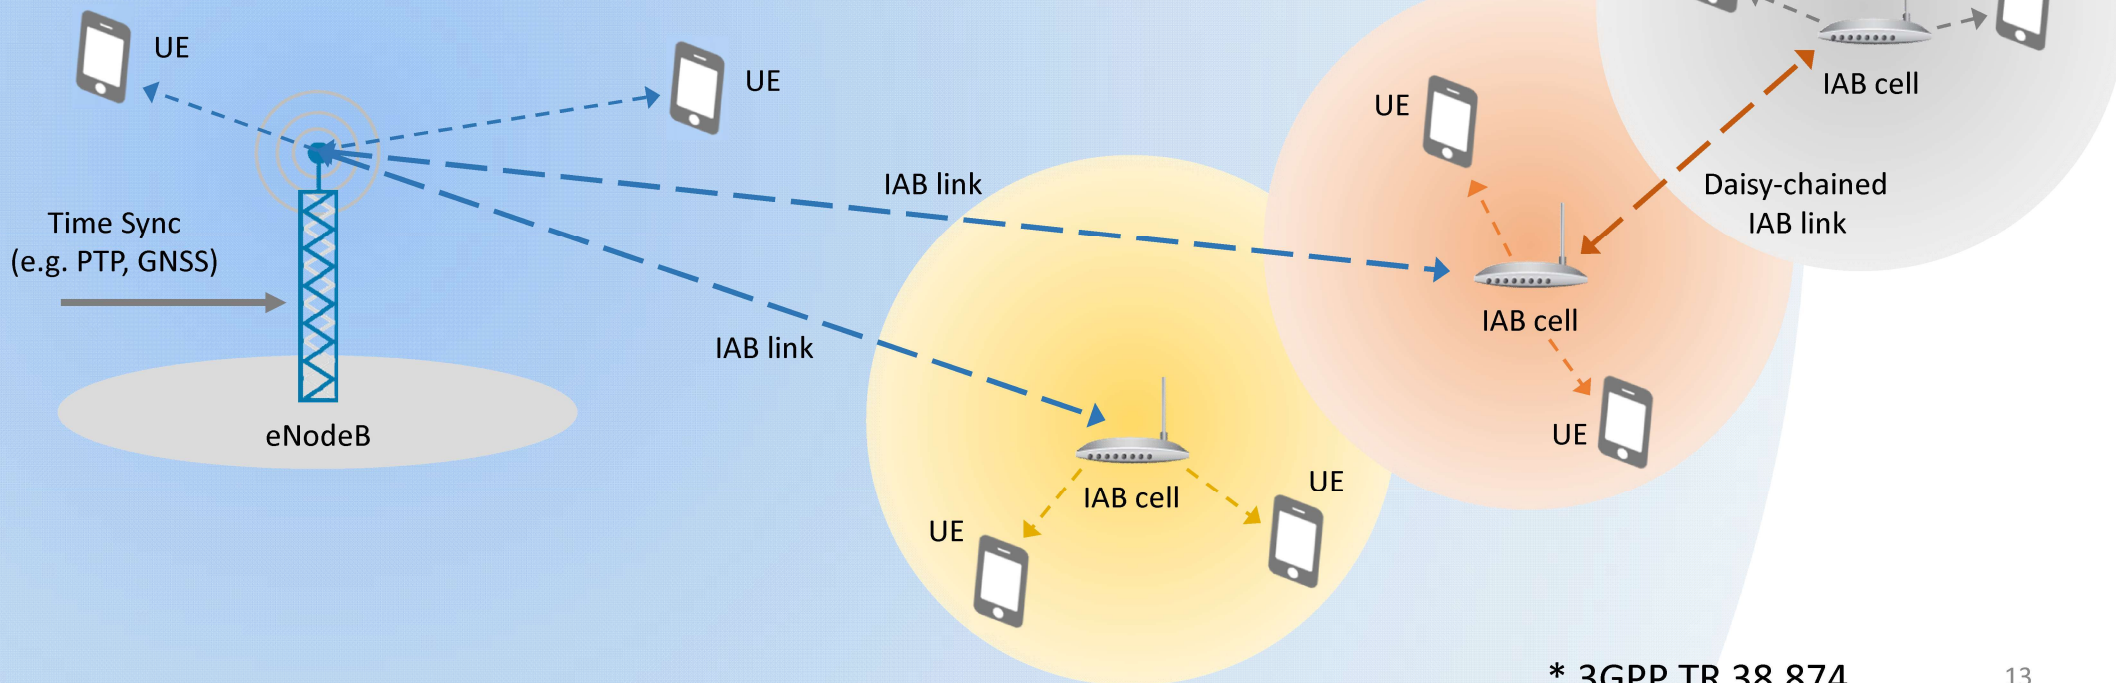 UE
UE
IAB cell
UE
IAB link
Daisy-chained
IAB link
Time Sync
(e.g. PTP, GNSS)
IAB cell
IAB link
eNodeB
UE
UE
IAB cell
UE
* 3GPP TR 38.874
13